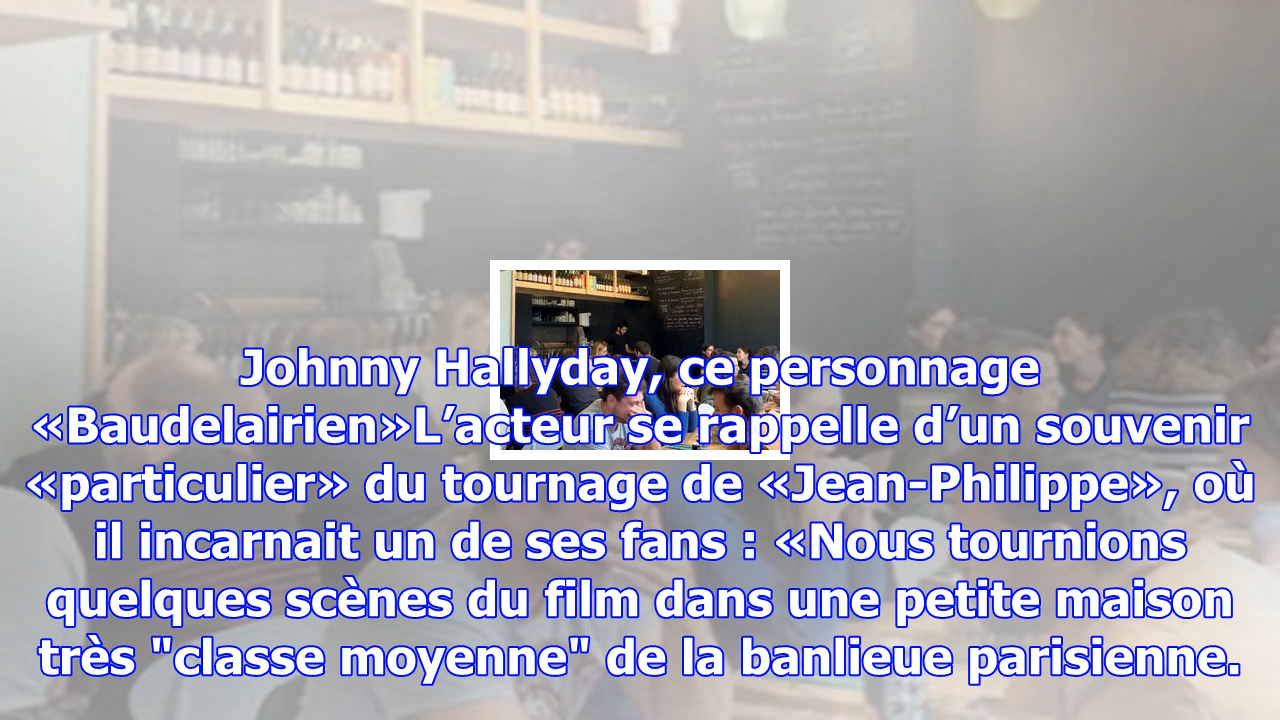 Johnny Hallyday, ce personnage
«Baudelairien»L’acteur se rappelle d’un souvenir
«particulier» du tournage de «Jean-Philippe», où
il incarnait un de ses fans : «Nous tournions
quelques scènes du film dans une petite maison
très "classe moyenne" de la banlieue parisienne.